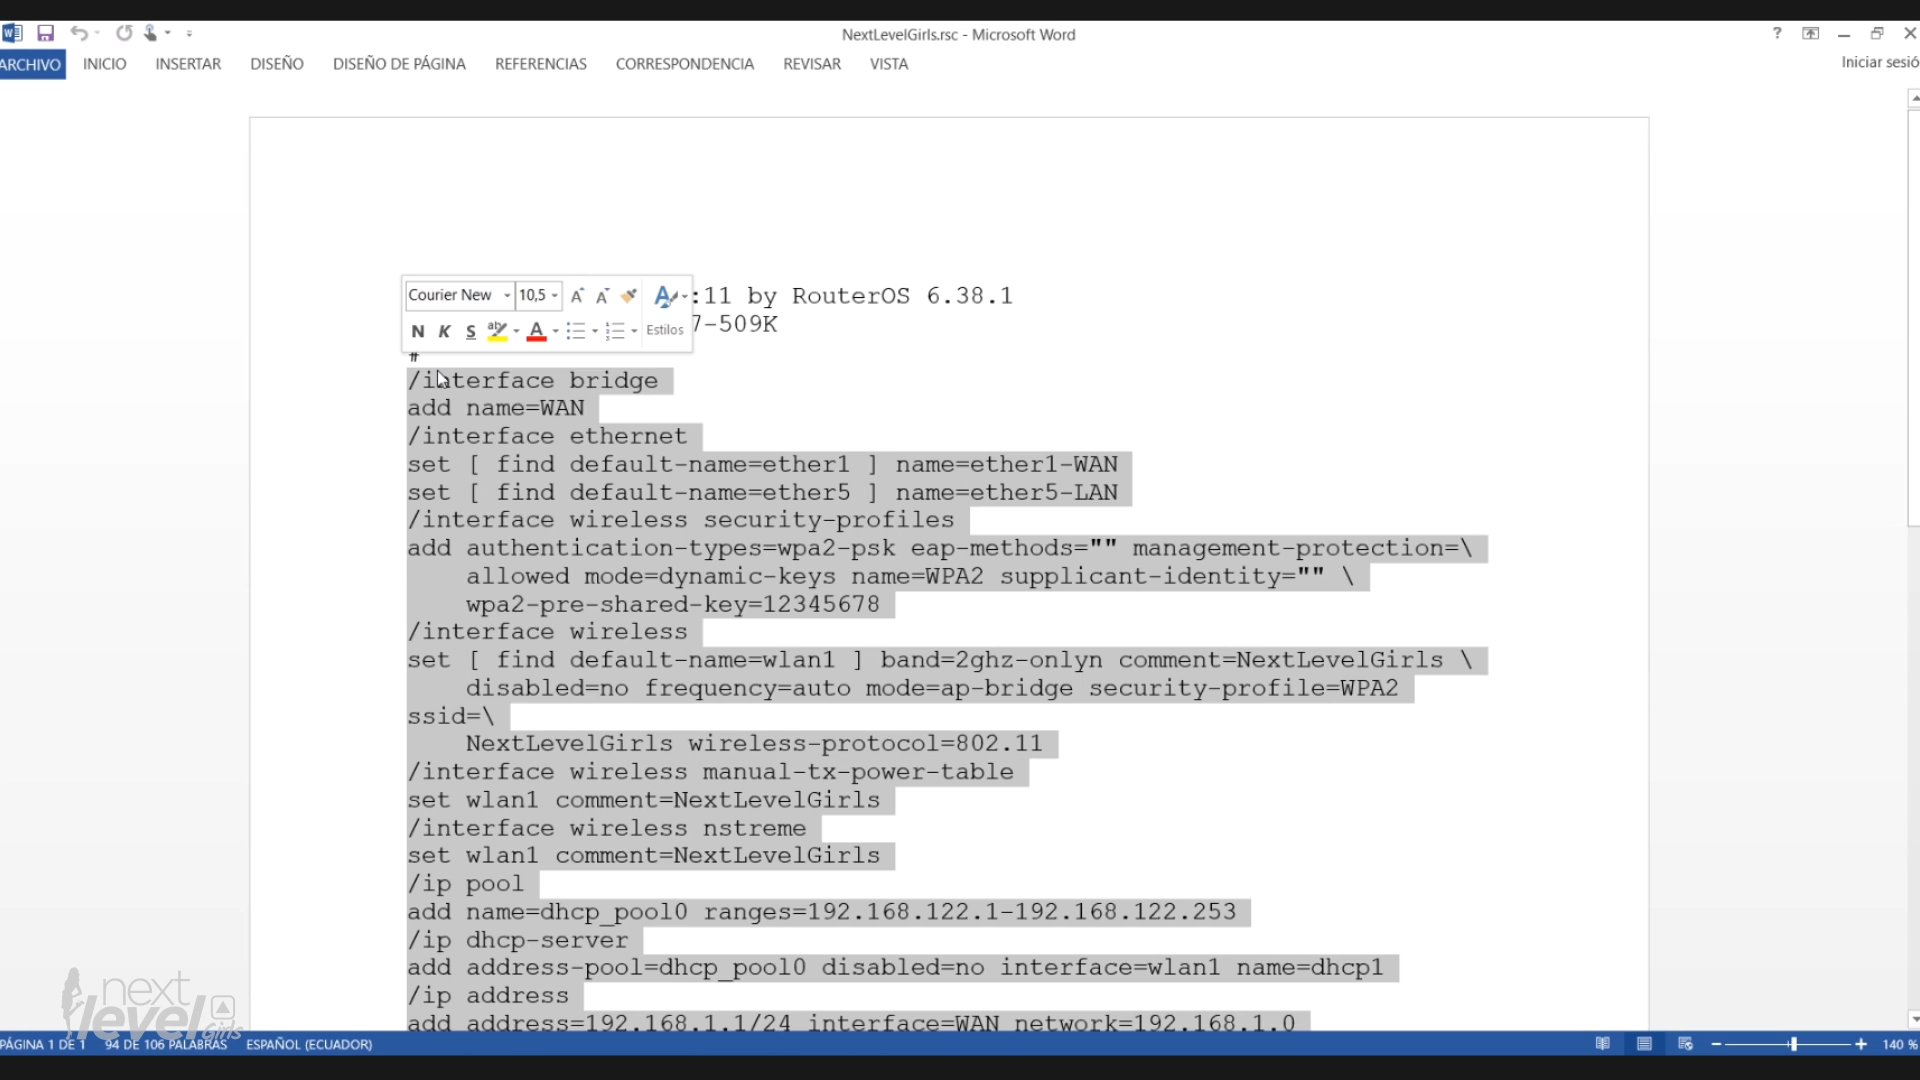 NextLevelGirls.rsc - Microsoft Word
ARCHIVO INICIO INSERTAR DISEÑO DISEÑO DE PÁGINA REFERENCIAS CORRESPONDENCIA REVISAR VISTA Iniciar sesió
Courier New 10,5 :11 by RouterOS 6.38.1
N K S Estilos 7-509K
#
/interface bridge
add name=WAN
/interface ethernet
set [ find default-name=ether1 ] name=ether1-WAN
set [ find default-name=ether5 ] name=ether5-LAN
/interface wireless security-profiles
add authentication-types=wpa2-psk eap-methods="" management-protection=\
allowed mode=dynamic-keys name=WPA2 supplicant-identity="" \
wpa2-pre-shared-key=12345678
/interface wireless
set [ find default-name=wlan1 ] band=2ghz-onlyn comment=NextLevelGirls \
disabled=no frequency=auto mode=ap-bridge security-profile=WPA2
ssid=\
NextLevelGirls wireless-protocol=802.11
/interface wireless manual-tx-power-table
set wlan1 comment=NextLevelGirls
/interface wireless nstreme
set wlan1 comment=NextLevelGirls
/ip pool
add name=dhcp_pool0 ranges=192.168.122.1-192.168.122.253
/ip dhcp-server
add address-pool=dhcp_pool0 disabled=no interface=wlan1 name=dhcp1
/ip address
add address=192.168.1.1/24 interface=WAN network=192.168.1.0
next
level
Girls
PÁGINA 1 DE 1 94 DE 106 PALABRAS ESPAÑOL (ECUADOR) 140 %